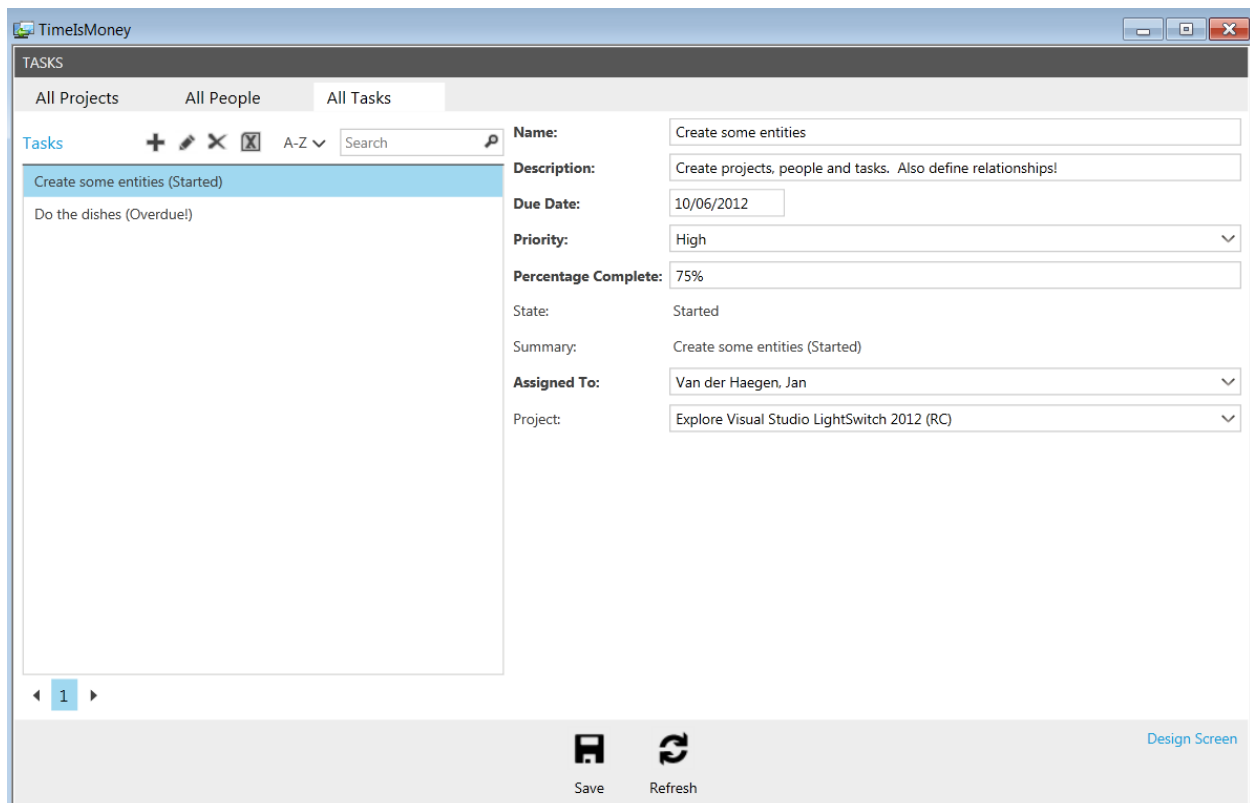 TimeIsMoney
TASKS
All Projects All People All Tasks
Tasks A-Z Search
Create some entities (Started)
Do the dishes (Overdue!)
1
Name: Create some entities
Description: Create projects, people and tasks.  Also define relationships!
Due Date: 10/06/2012
Priority: High
Percentage Complete: 75%
State: Started
Summary: Create some entities (Started)
Assigned To: Van der Haegen, Jan
Project: Explore Visual Studio LightSwitch 2012 (RC)
Save Refresh
Design Screen